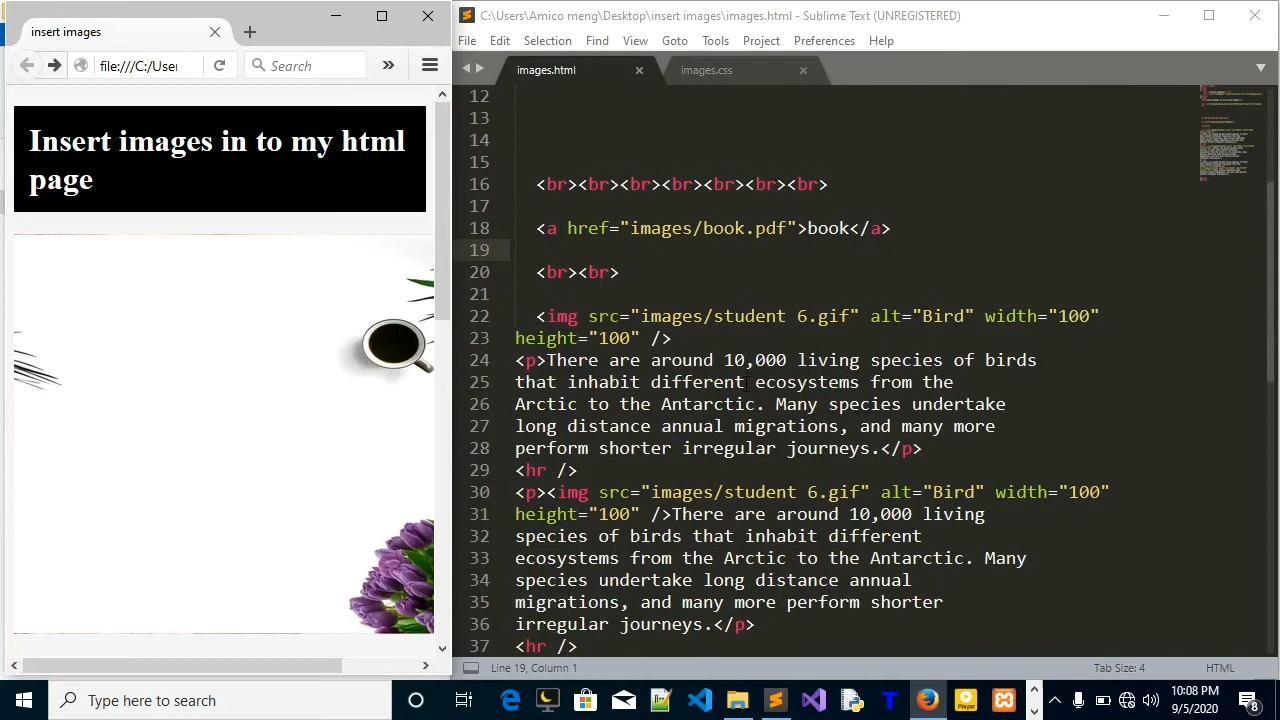 insert images
file:///C:/Use
Search
Insert images in to my html
page
C:\Users\Amico meng\Desktop\insert images\images.html - Sublime Text (UNREGISTERED)
File Edit Selection Find View Goto Tools Project Preferences Help
images.html
images.css
12
13
14
15
16 <br><br><br><br><br><br><br>
17
18 <a href="images/book.pdf">book</a>
19
20 <br><br>
21
22 <img src="images/student 6.gif" alt="Bird" width="100"
23 height="100" />
24 <p>There are around 10,000 living species of birds
25 that inhabit different ecosystems from the
26 Arctic to the Antarctic. Many species undertake
27 long distance annual migrations, and many more
28 perform shorter irregular journeys.</p>
29 <hr />
30 <p><img src="images/student 6.gif" alt="Bird" width="100"
31 height="100" />There are around 10,000 living
32 species of birds that inhabit different
33 ecosystems from the Arctic to the Antarctic. Many
34 species undertake long distance annual
35 migrations, and many more perform shorter
36 irregular journeys.</p>
37 <hr />
Line 19, Column 1
Tab Size: 4
HTML
Type here to search
Player
10:08 PM
9/5/2020
6